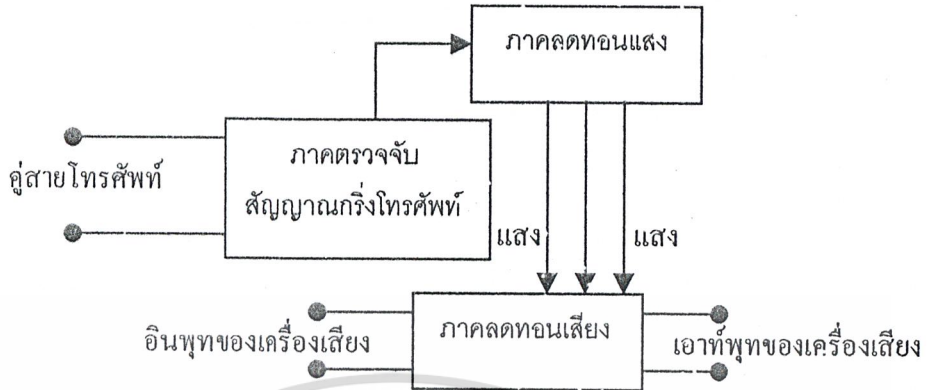 ภาคลดทอนแสง
ภาคตรวจจับ
สัญญาณกริ่งโทรศัพท์
คู่สายโทรศัพท์
แสง
แสง
ภาคลดทอนเสียง
อินพุทของเครื่องเสียง
เอาท์พุทของเครื่องเสียง